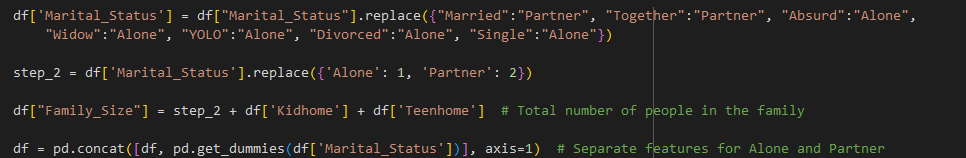 df['Marital_Status'] = df["Marital_Status"].replace({"Married":"Partner", "Together":"Partner", "Absurd":"Alone",
"Widow":"Alone", "YOLO":"Alone", "Divorced":"Alone", "Single":"Alone"})
step_2 = df['Marital_Status'].replace({'Alone': 1, 'Partner': 2})
df["Family_Size"] = step_2 + df['Kidhome'] + df['Teenhome']  # Total number of people in the family
df = pd.concat([df, pd.get_dummies(df['Marital_Status'])], axis=1)  # Separate features for Alone and Partner